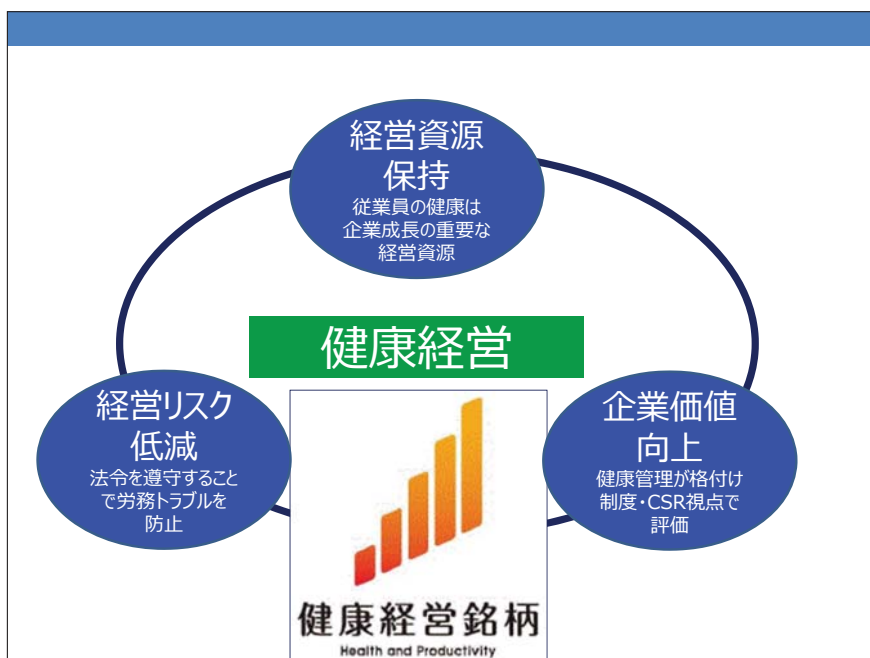 経営資源
保持
従業員の健康は
企業成長の重要な
経営資源
健康経営
経営リスク
低減
法令を遵守すること
で労務トラブルを
防止
企業価値
向上
健康管理が格付け
制度・CSR視点で
評価
健康経営銘柄
Health and Productivity